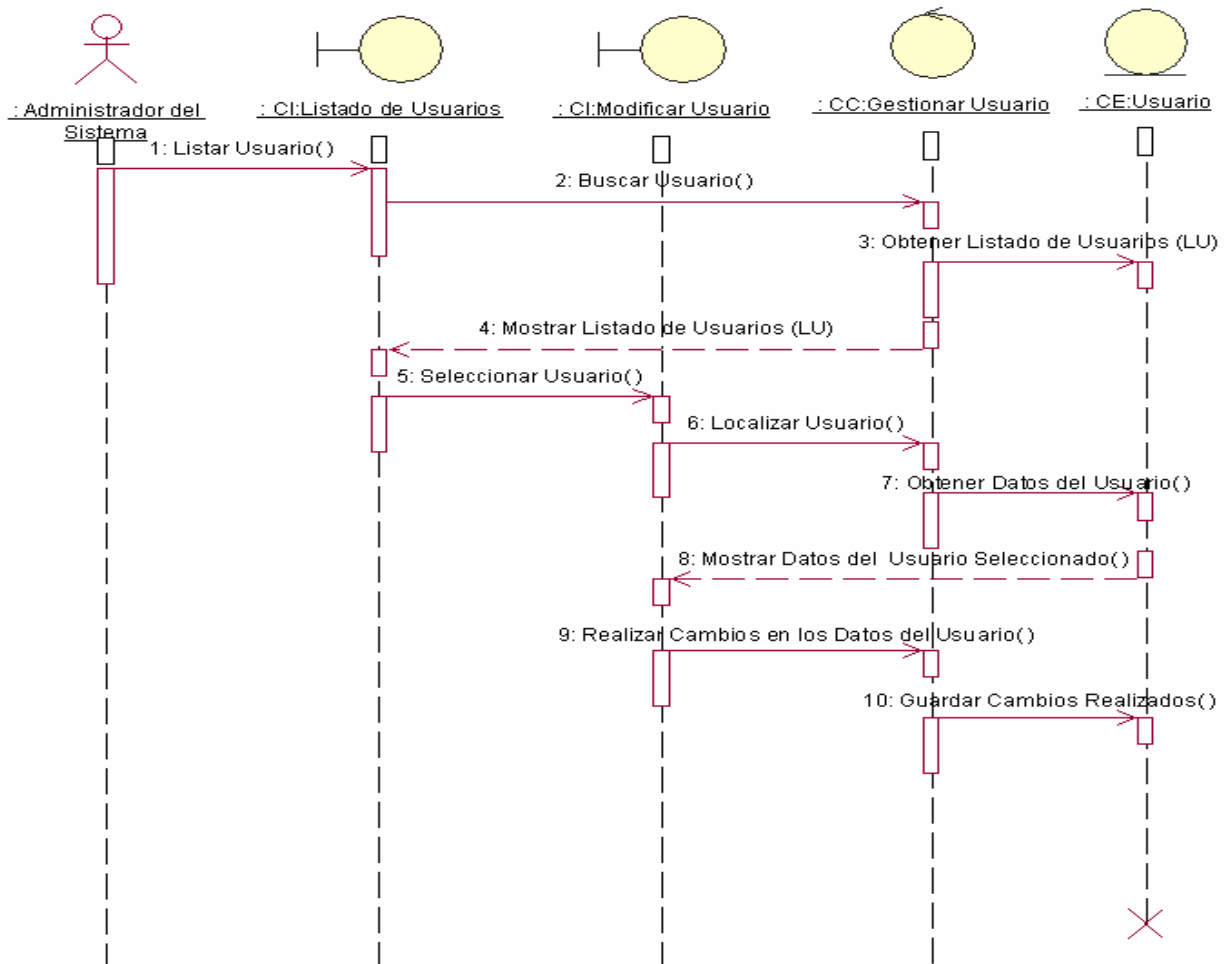 : Administrador del
Sistema
: CI:Listado de Usuarios
: CI:Modificar Usuario
: CC:Gestionar Usuario
: CE:Usuario
1: Listar Usuario()
2: Buscar Usuario()
3: Obtener Listado de Usuarios (LU)
4: Mostrar Listado de Usuarios (LU)
5: Seleccionar Usuario()
6: Localizar Usuario()
7: Obtener Datos del Usuario()
8: Mostrar Datos del Usuario Seleccionado()
9: Realizar Cambios en los Datos del Usuario()
10: Guardar Cambios Realizados()